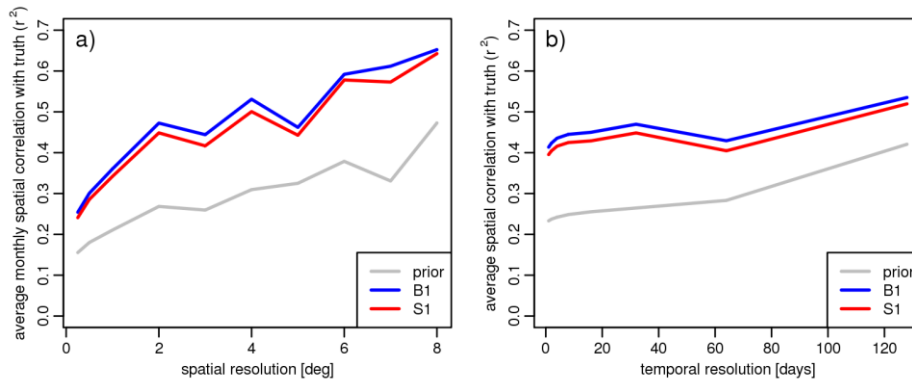 a)
average monthly spatial correlation with truth (r²)
0.0
0.1
0.2
0.3
0.4
0.5
0.6
0.7
0
2
4
6
8
spatial resolution [deg]
prior
B1
S1
b)
average spatial correlation with truth (r²)
0.0
0.1
0.2
0.3
0.4
0.5
0.6
0.7
0
20
40
60
80
100
120
temporal resolution [days]
prior
B1
S1